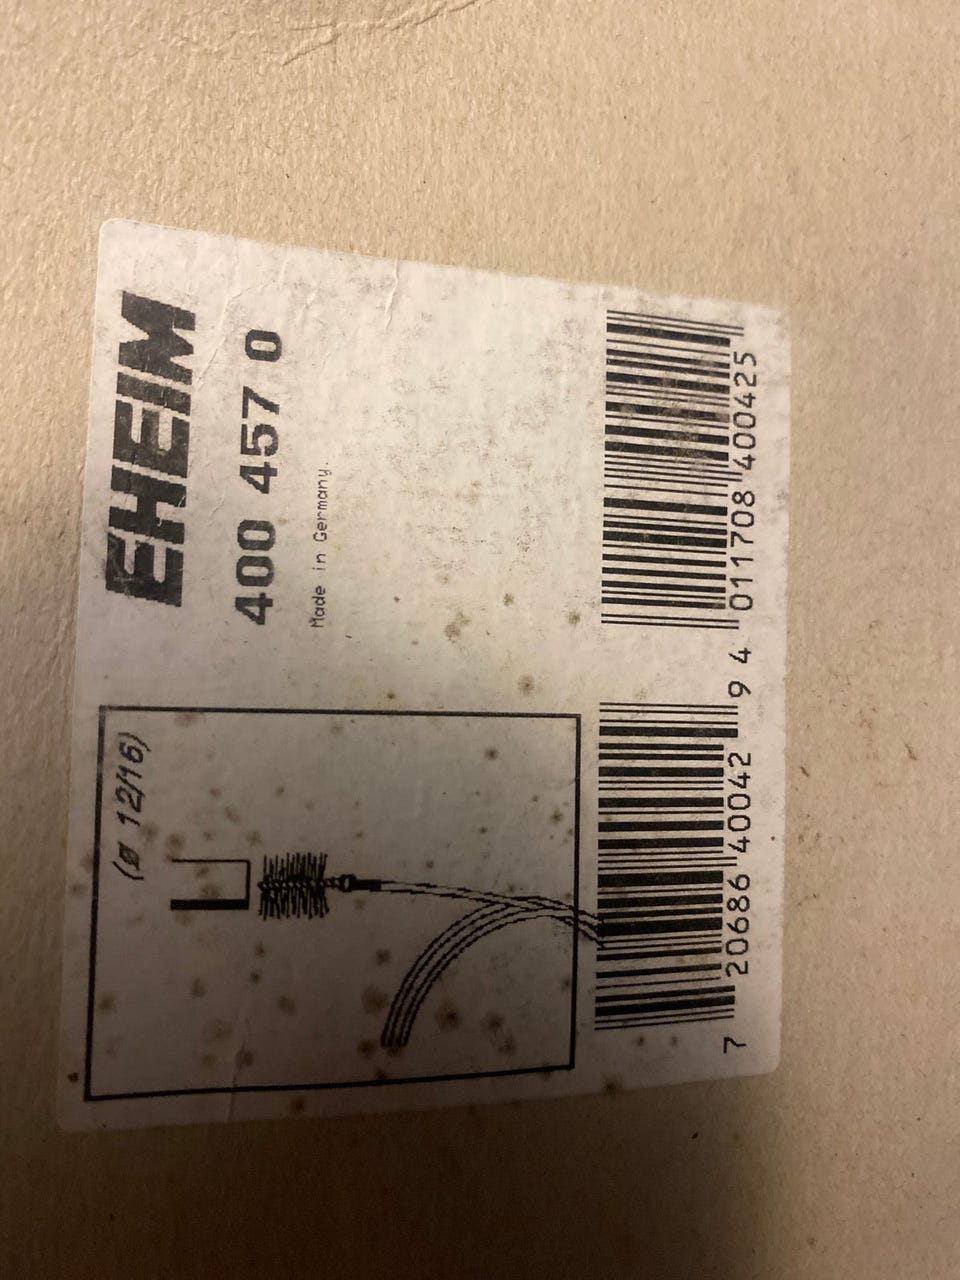 (ø 12/16)
EHEIM
400 457 0
Made in Germany.
7 20686 40042 9
4 011708 400425